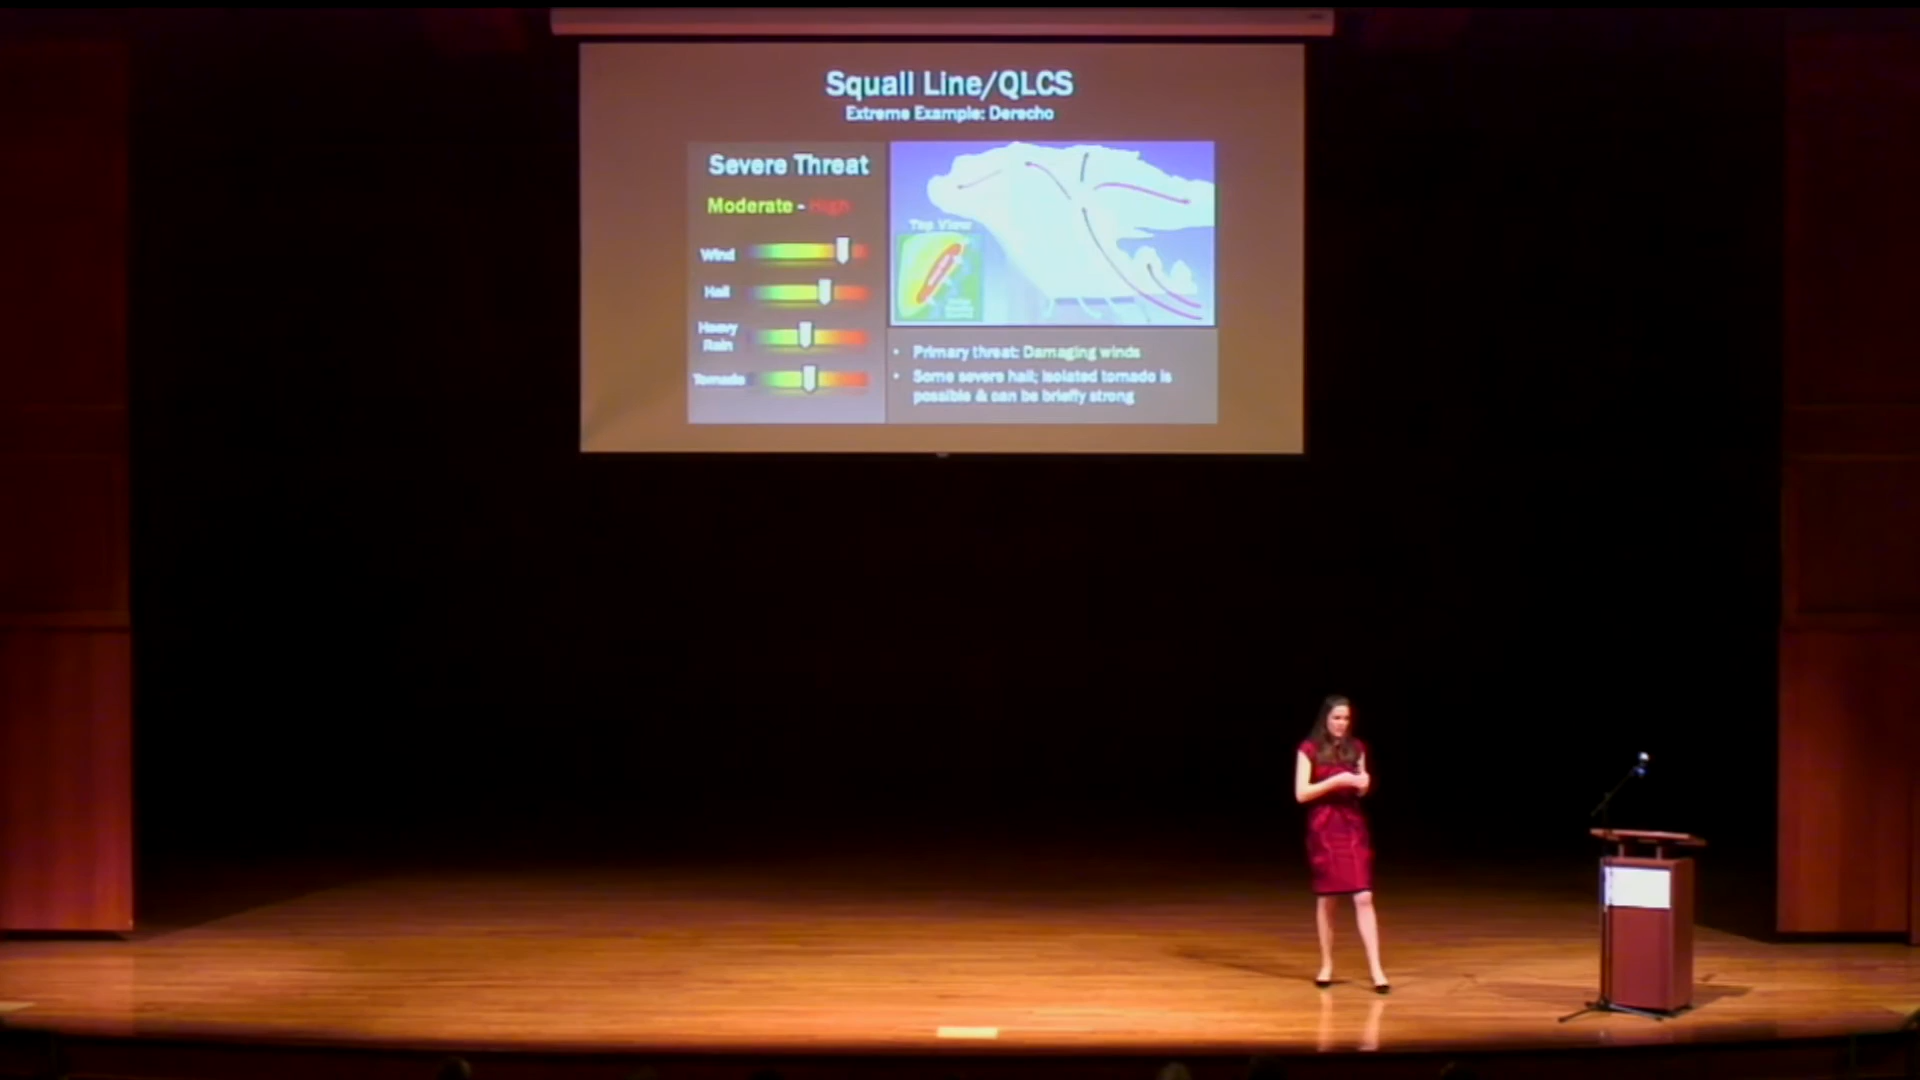 Squall Line/QLCS
Extreme Example: Derecho
Severe Threat
Moderate - High
Wind
Hail
Heavy
Rain
Tornado
Top View
• Primary threat: Damaging winds
• Some severe hail; isolated tornado is
possible & can be briefly strong